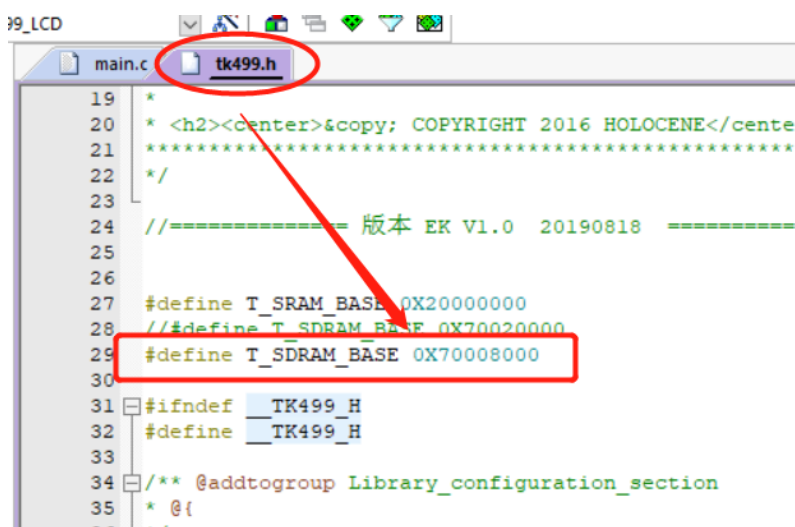 99_LCD
main.c tk499.h
19 *
20 * <h2><center>&copy; COPYRIGHT 2016 HOLOCENE</cente
21 ***************************************************
22 */
23
24 //============== 版本 EK V1.0 20190818 ==========
25
26
27 #define T_SRAM_BASE 0X20000000
28 //#define T_SDRAM_BASE 0X70020000
29 #define T_SDRAM_BASE 0X70008000
30
31 #ifndef __TK499_H
32 #define __TK499_H
33
34 /** @addtogroup Library_configuration_section
35 * @{